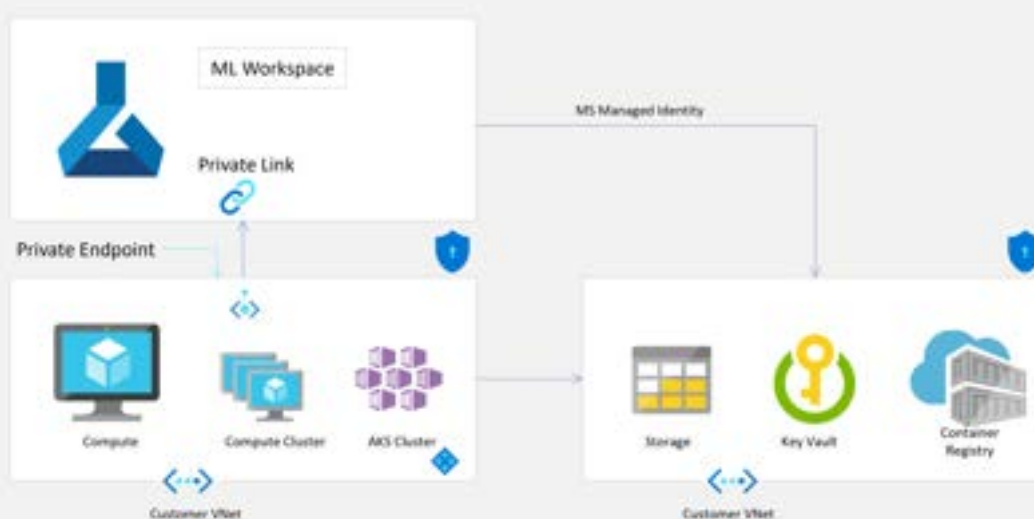 ML Workspace
MS Managed Identity
Private Link
Private Endpoint
Compute
Compute Cluster
AKS Cluster
Storage
Key Vault
Container
Registry
Customer VNet
Customer VNet